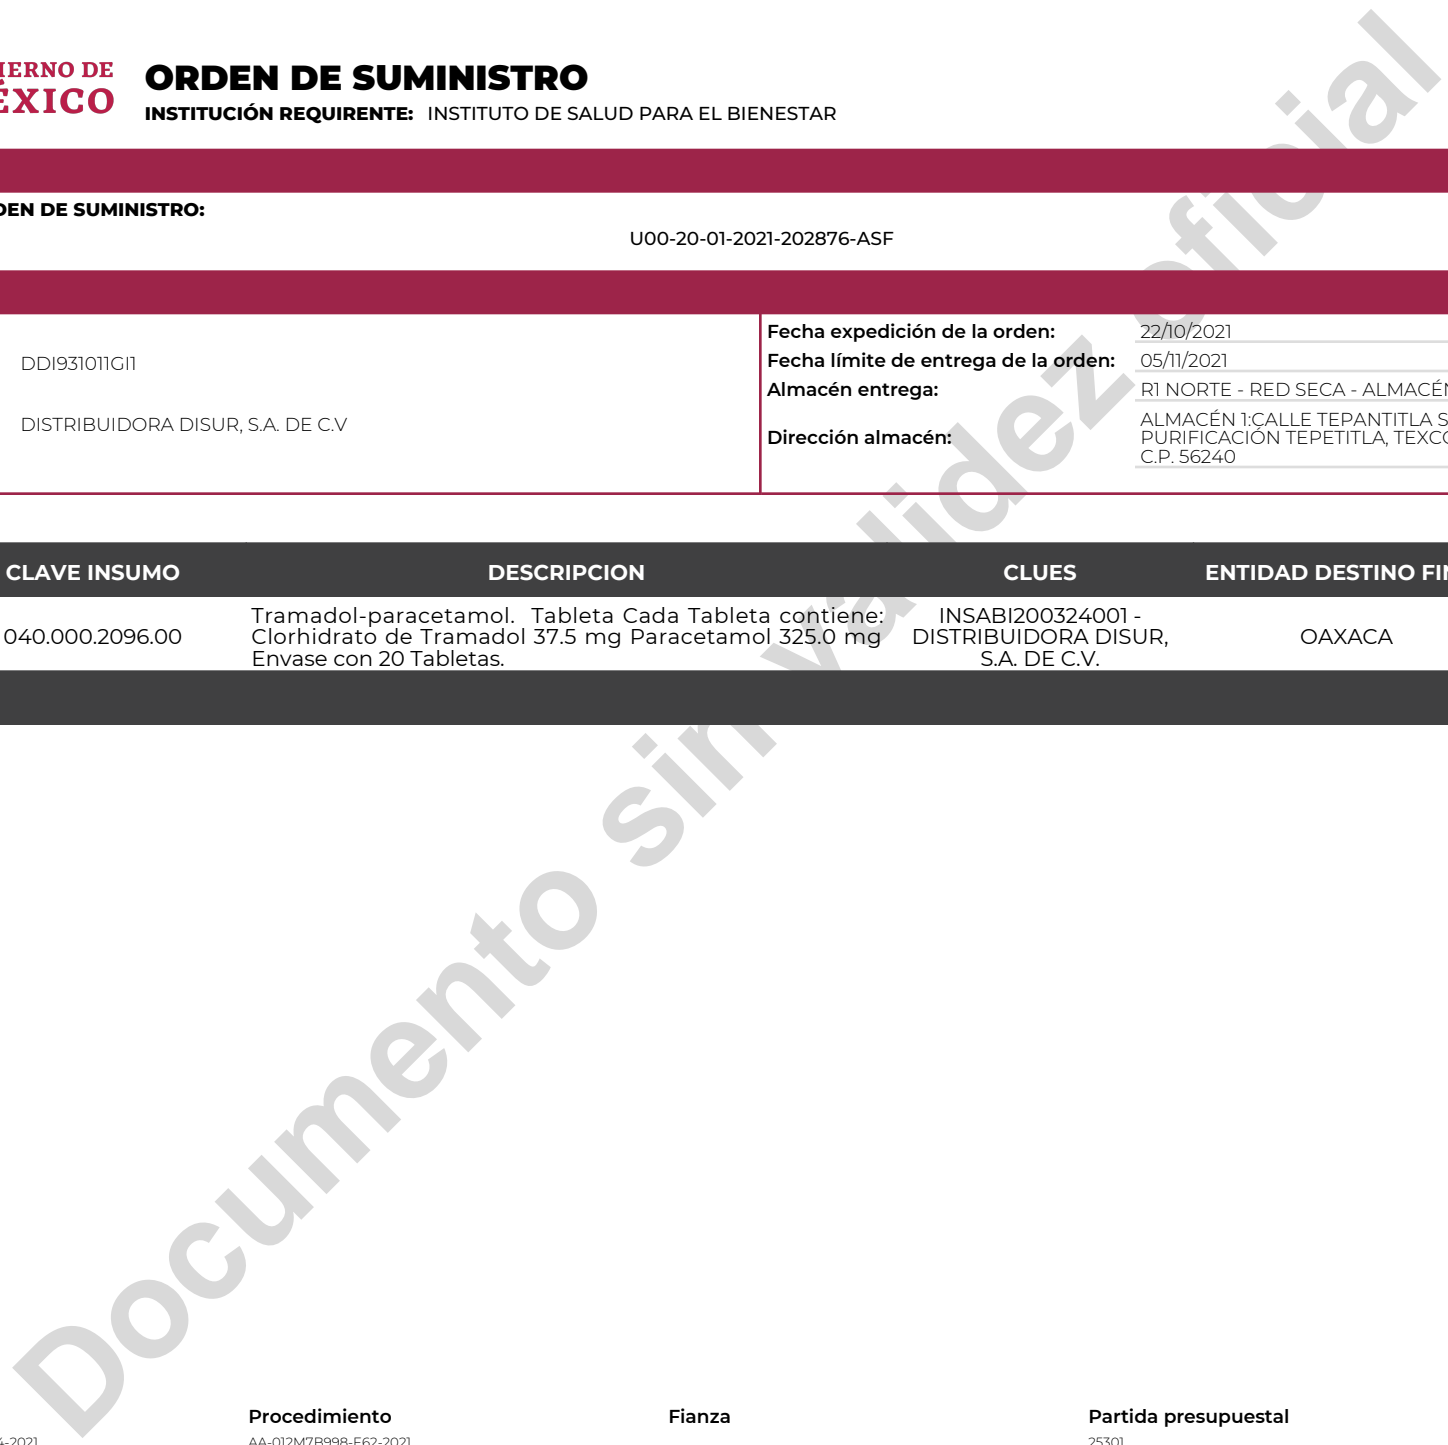 ORDEN DE SUMINISTRO
INSTITUCIÓN REQUIRENTE: INSTITUTO DE SALUD PARA EL BIENESTAR
DE
XICO
DE SUMINISTRO:
U00-20-01-2021-202876-ASF
DDI931011GI1
DISTRIBUIDORA DISUR, S.A. DE C.V
Fecha expedición de la orden: 22/10/2021
Fecha límite de entrega de la orden: 05/11/2021
Almacén entrega: R1 NORTE - RED SECA - ALMACÉN
Dirección almacén: ALMACÉN 1:CALLE TEPANTITLA S
PURIFICACIÓN TEPETITLA, TEXCO
C.P. 56240
CLAVE INSUMO DESCRIPCION CLUES ENTIDAD DESTINO FIN
040.000.2096.00
Tramadol-paracetamol. Tableta Cada Tableta contiene:
Clorhidrato de Tramadol 37.5 mg Paracetamol 325.0 mg
Envase con 20 Tabletas.
INSABI200324001 -
DISTRIBUIDORA DISUR,
S.A. DE C.V.
OAXACA
Documento sin validez oficial
Procedimiento Fianza Partida presupuestal
-2021 AA-012M7B998-E62-2021 25301